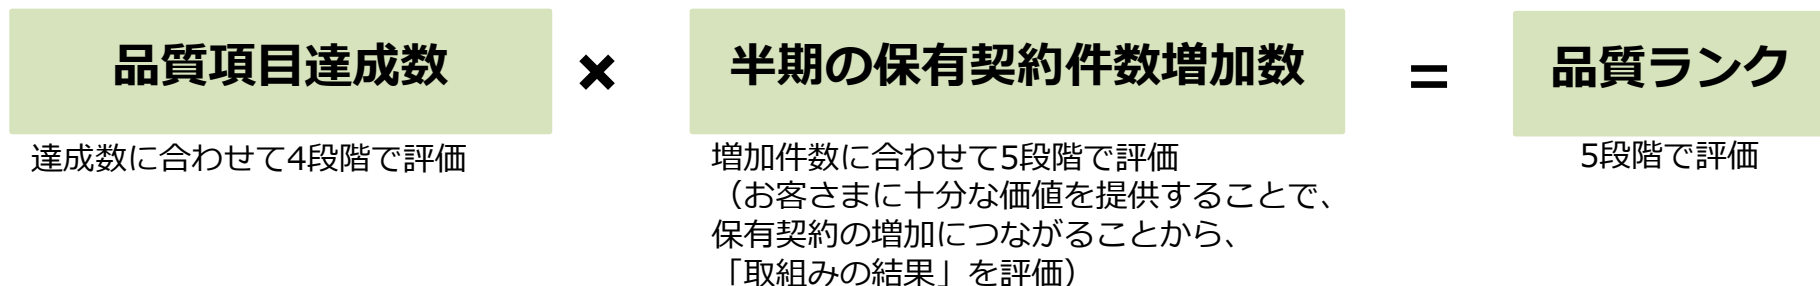 品質項目達成数 × 半期の保有契約件数増加数 = 品質ランク
達成数に合わせて4段階で評価
増加件数に合わせて5段階で評価
（お客さまに十分な価値を提供することで、
保有契約の増加につながることから、
「取組みの結果」を評価）
5段階で評価